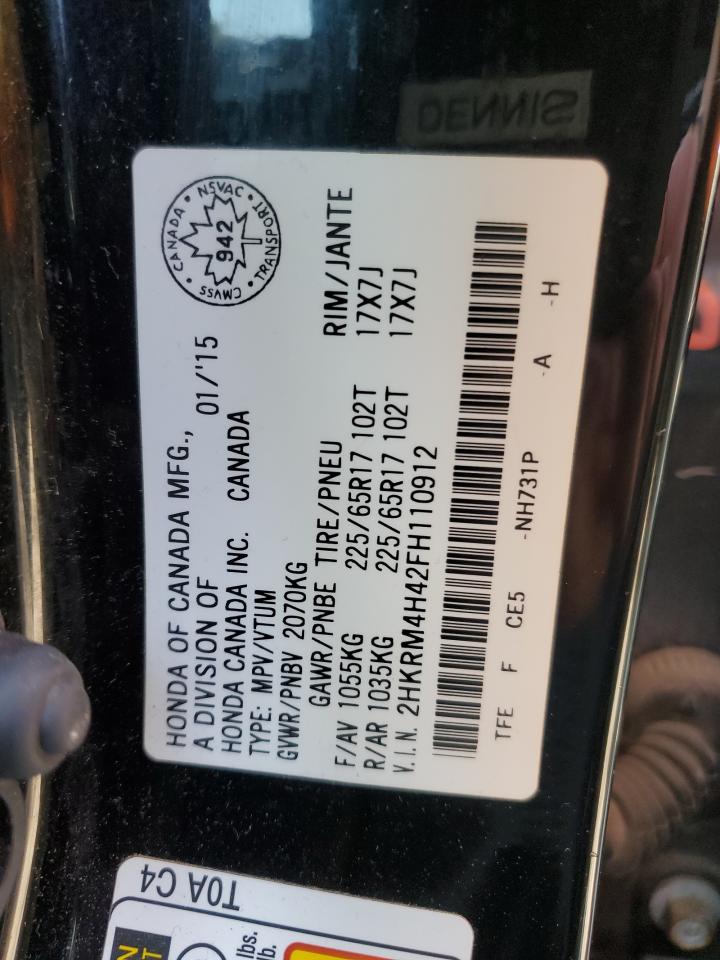 HONDA OF CANADA MFG., 01/'15
A DIVISION OF
HONDA CANADA INC. CANADA
TYPE: MPV/VTUM
GVWR/PNBV 2070KG
GAWR/PNBE TIRE/PNEU RIM/JANTE
F/AV 1055KG 225/65R17 102T 17X7J
R/AR 1035KG 225/65R17 102T 17X7J
V.I.N. 2HKRM4H42FH110912
TFE F CE5 -NH731P -A -H
CANADA • NSVAC • TRANSPORT • CMVSS •
942
DENNIS
T0A C4
lbs.
lb.